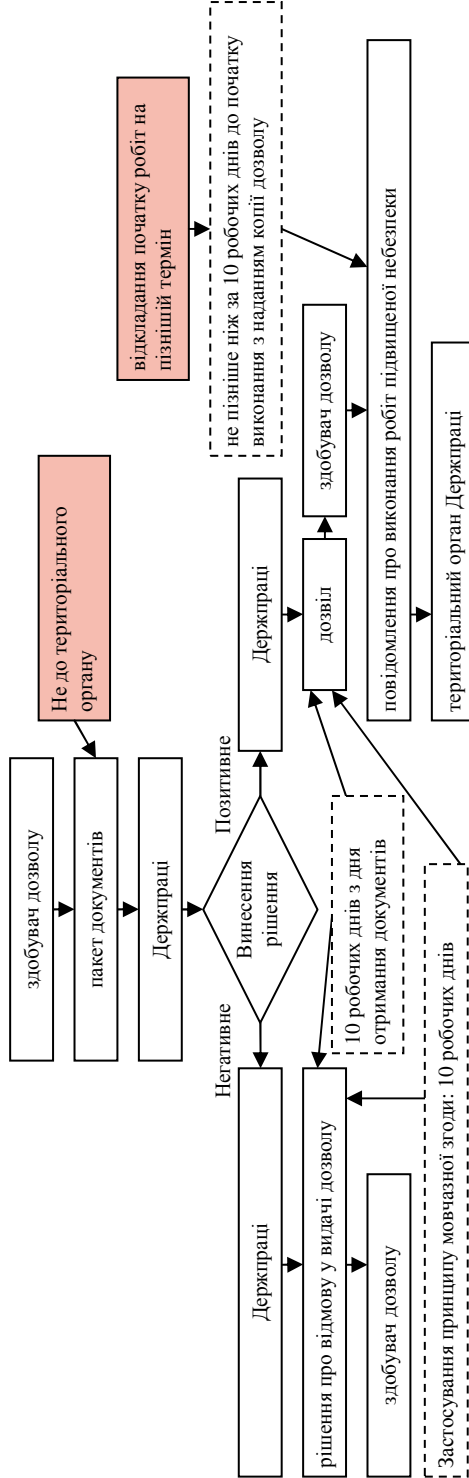 здобувач дозволу
пакет документів
Не до територіального
органу
Держпраці
Винесення
рішення
Негативне
Позитивне
Держпраці
рішення про відмову у видачі дозволу
здобувач дозволу
10 робочих днів з дня
отримання документів
Застосування принципу мовчазної згоди: 10 робочих днів
Держпраці
дозвіл
здобувач дозволу
відкладання початку робіт на
пізнішій термін
не пізніше ніж за 10 робочих днів до початку
виконання з наданням копії дозволу
повідомлення про виконання робіт підвищеної небезпеки
територіальний орган Держпраці